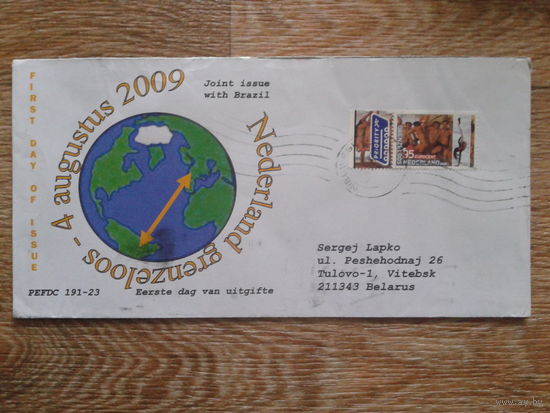 FIRST DAY OF ISSUE
Nederland grenzeloos - 4 augustus 2009
Joint issue
with Brazil
PRIORITY
EUROCENT
NEDERLAND
Sergej Lapko
ul. Peshehodnaj 26
Tulovo-1, Vitebsk
211343 Belarus
PEFDC 191-23
Eerste dag van uitgifte
www.ay.by